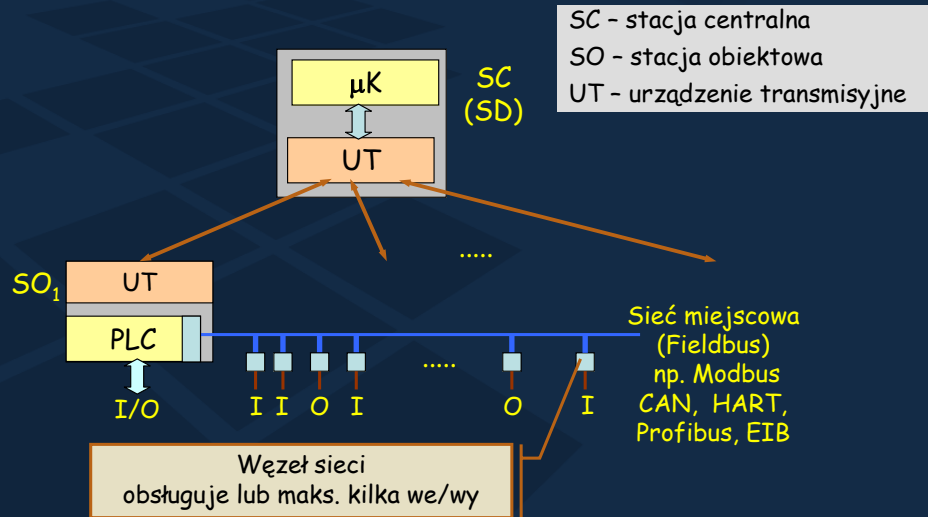 SC – stacja centralna
SO – stacja obiektowa
UT – urządzenie transmisyjne
µK
SC
(SD)
UT
.....
SO1
UT
PLC
I/O
I I O I ..... O I
Sieć miejscowa
(Fieldbus)
np. Modbus
CAN, HART,
Profibus, EIB
Węzeł sieci
obsługuje lub maks. kilka we/wy